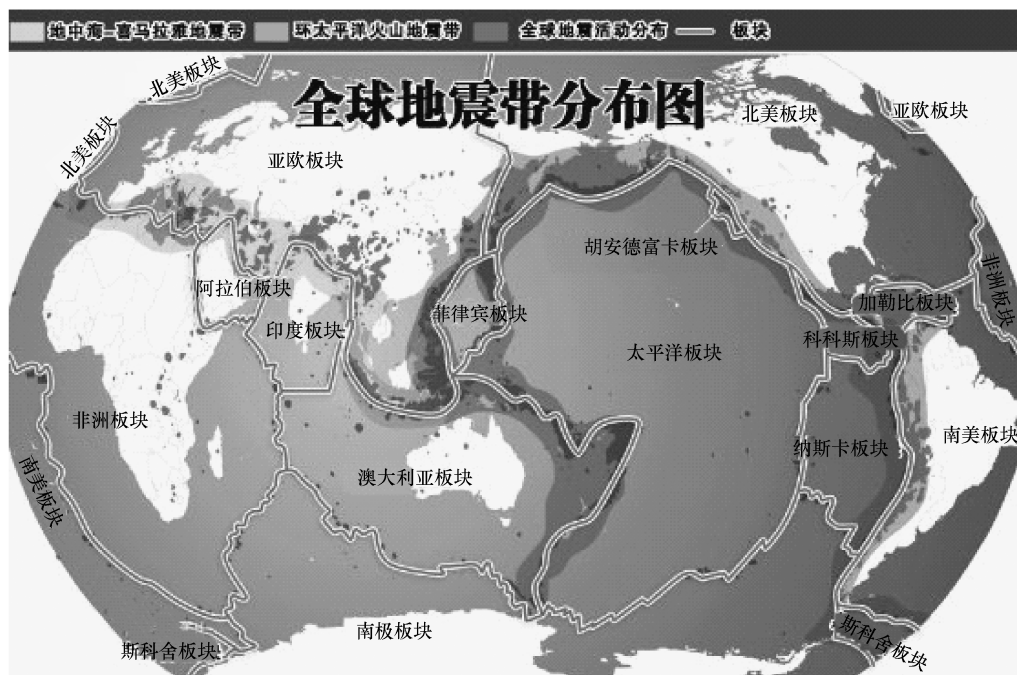 地中海-喜马拉雅地震带 环太平洋火山地震带 全球地震活动分布 板块
全球地震带分布图
北美板块
北美板块
亚欧板块
北美板块
亚欧板块
胡安德富卡板块
阿拉伯板块
印度板块
菲律宾板块
太平洋板块
加勒比板块
非洲板块
科科斯板块
非洲板块
澳大利亚板块
纳斯卡板块
南美板块
南美板块
南极板块
斯科舍板块
斯科舍板块